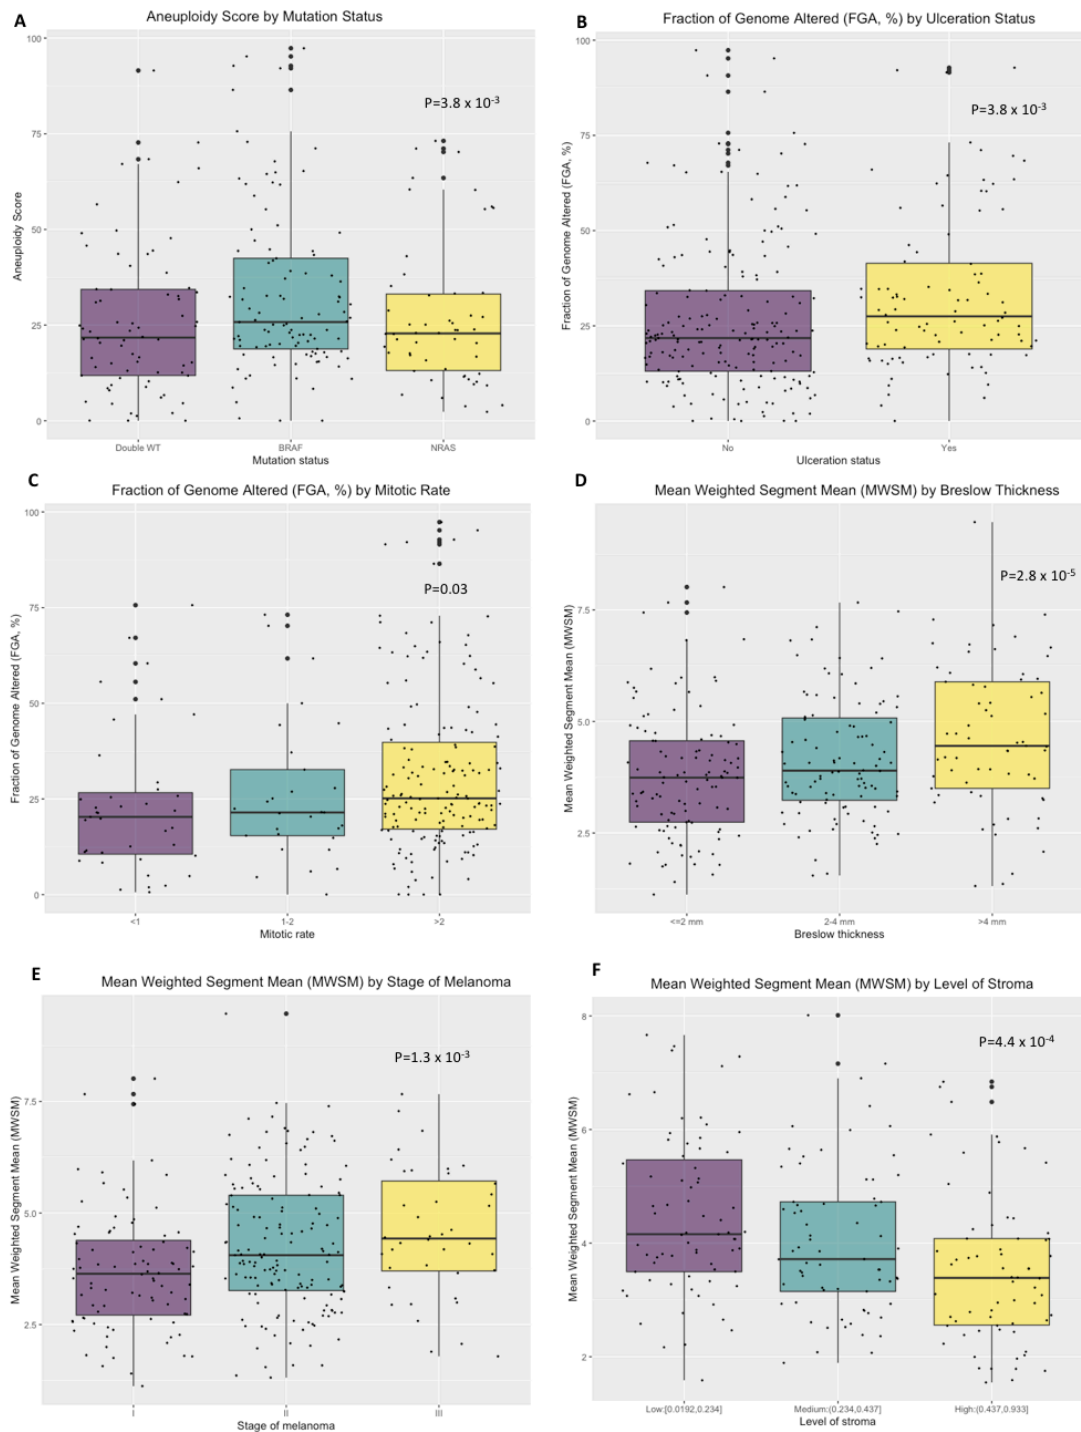 A
Aneuploidy Score by Mutation Status
100
75
50
25
0
Aneuploidy Score
P=3.8 x 10-3
Double WT
BRAF
NRAS
Mutation status
B
Fraction of Genome Altered (FGA, %) by Ulceration Status
100
75
50
25
0
Fraction of Genome Altered (FGA, %)
P=3.8 x 10-3
No
Yes
Ulceration status
C
Fraction of Genome Altered (FGA, %) by Mitotic Rate
100
75
50
25
0
Fraction of Genome Altered (FGA, %)
P=0.03
<1
1-2
>2
Mitotic rate
D
Mean Weighted Segment Mean (MWSM) by Breslow Thickness
7.5
5.0
2.5
Mean Weighted Segment Mean (MWSM)
P=2.8 x 10-5
<=2 mm
2-4 mm
>4 mm
Breslow thickness
E
Mean Weighted Segment Mean (MWSM) by Stage of Melanoma
7.5
5.0
2.5
Mean Weighted Segment Mean (MWSM)
P=1.3 x 10-3
I
II
III
Stage of melanoma
F
Mean Weighted Segment Mean (MWSM) by Level of Stroma
8
6
4
2
Mean Weighted Segment Mean (MWSM)
P=4.4 x 10-4
Low:[0.0192,0.234]
Medium:(0.234,0.437]
High:(0.437,0.933]
Level of stroma